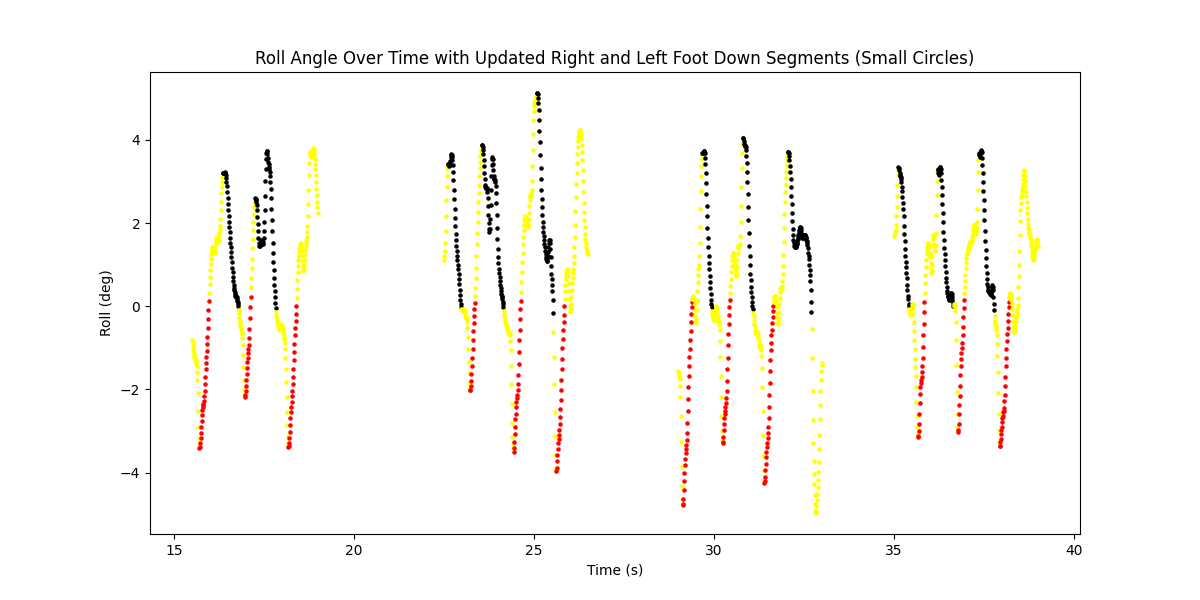 Roll Angle Over Time with Updated Right and Left Foot Down Segments (Small Circles)
Roll (deg)
4
2
0
−2
−4
15 20 25 30 35 40
Time (s)